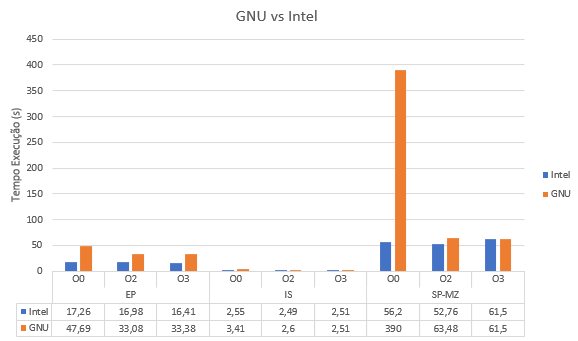 GNU vs Intel
Tempo Execução (s)
450
400
350
300
250
200
150
100
50
0
Intel
GNU
O0 O2 O3 O0 O2 O3 O0 O2 O3
EP IS SP-MZ
Intel 17,26 16,98 16,41 2,55 2,49 2,51 56,2 52,76 61,5
GNU 47,69 33,08 33,38 3,41 2,6 2,51 390 63,48 61,5